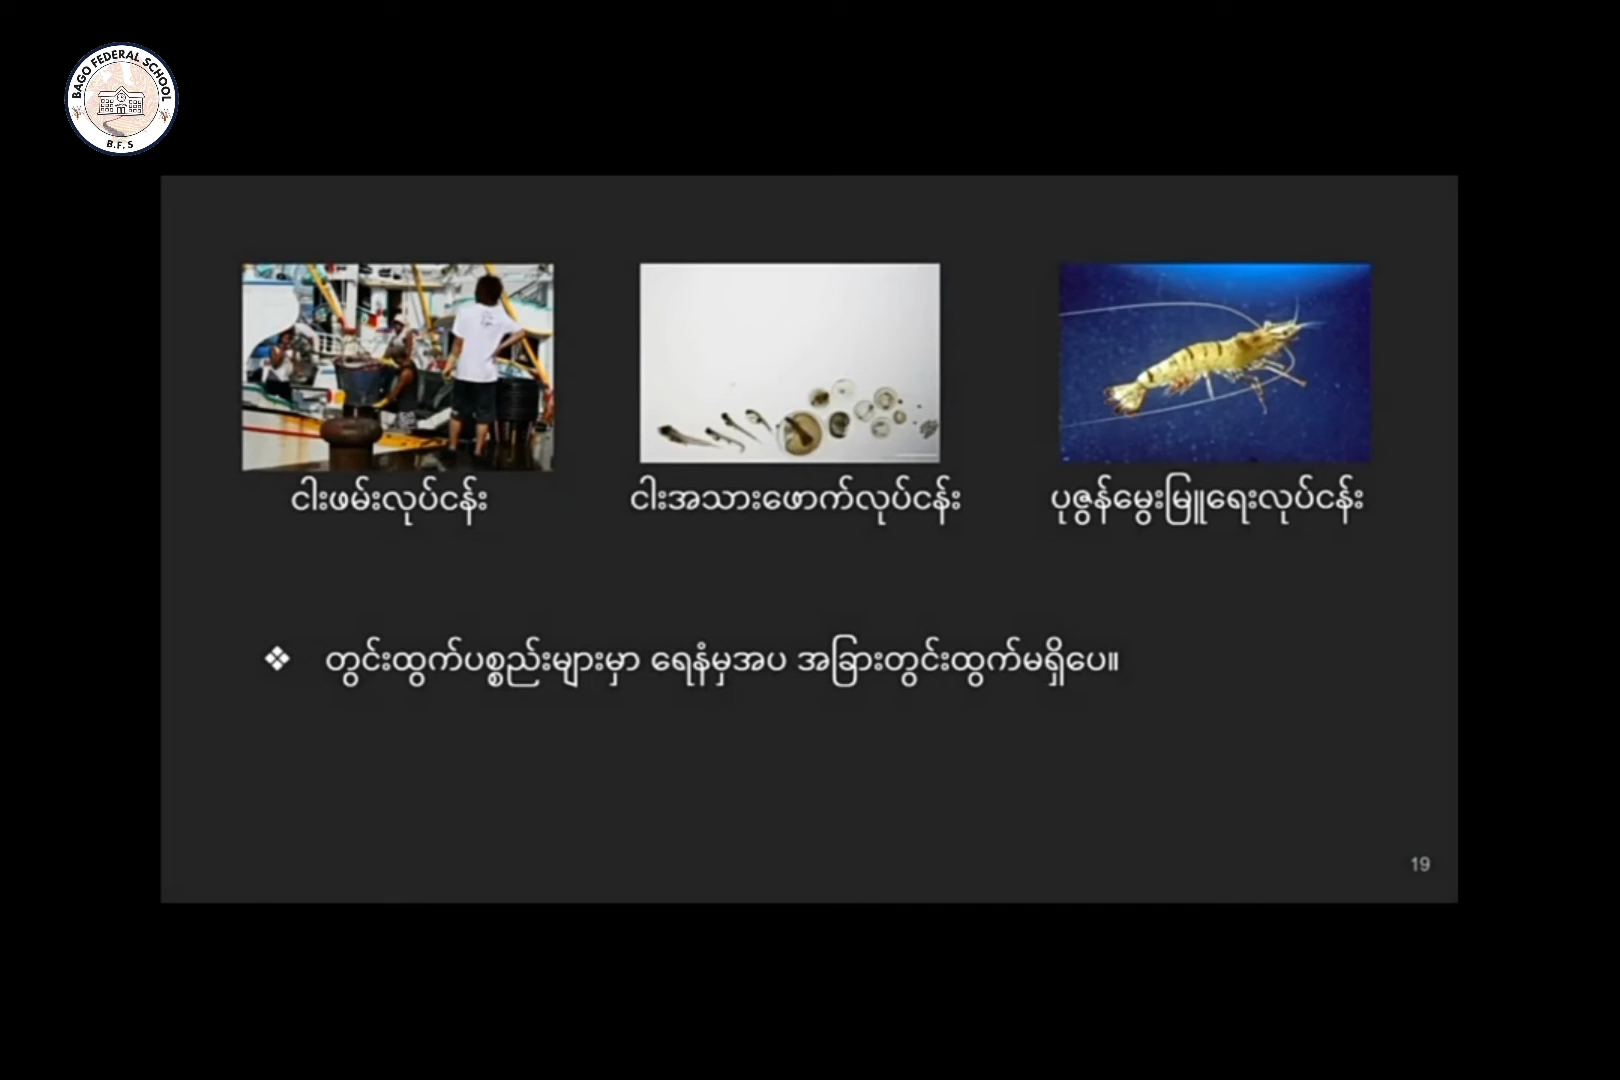 BAGO FEDERAL SCHOOL
B.F.S
ငါးဖမ်းလုပ်ငန်း
ငါးအသားဖောက်လုပ်ငန်း
ပုဇွန်မွေးမြူရေးလုပ်ငန်း
❖ တွင်းထွက်ပစ္စည်းများမှာ ရေနံမှအပ အခြားတွင်းထွက်မရှိပေ။
19